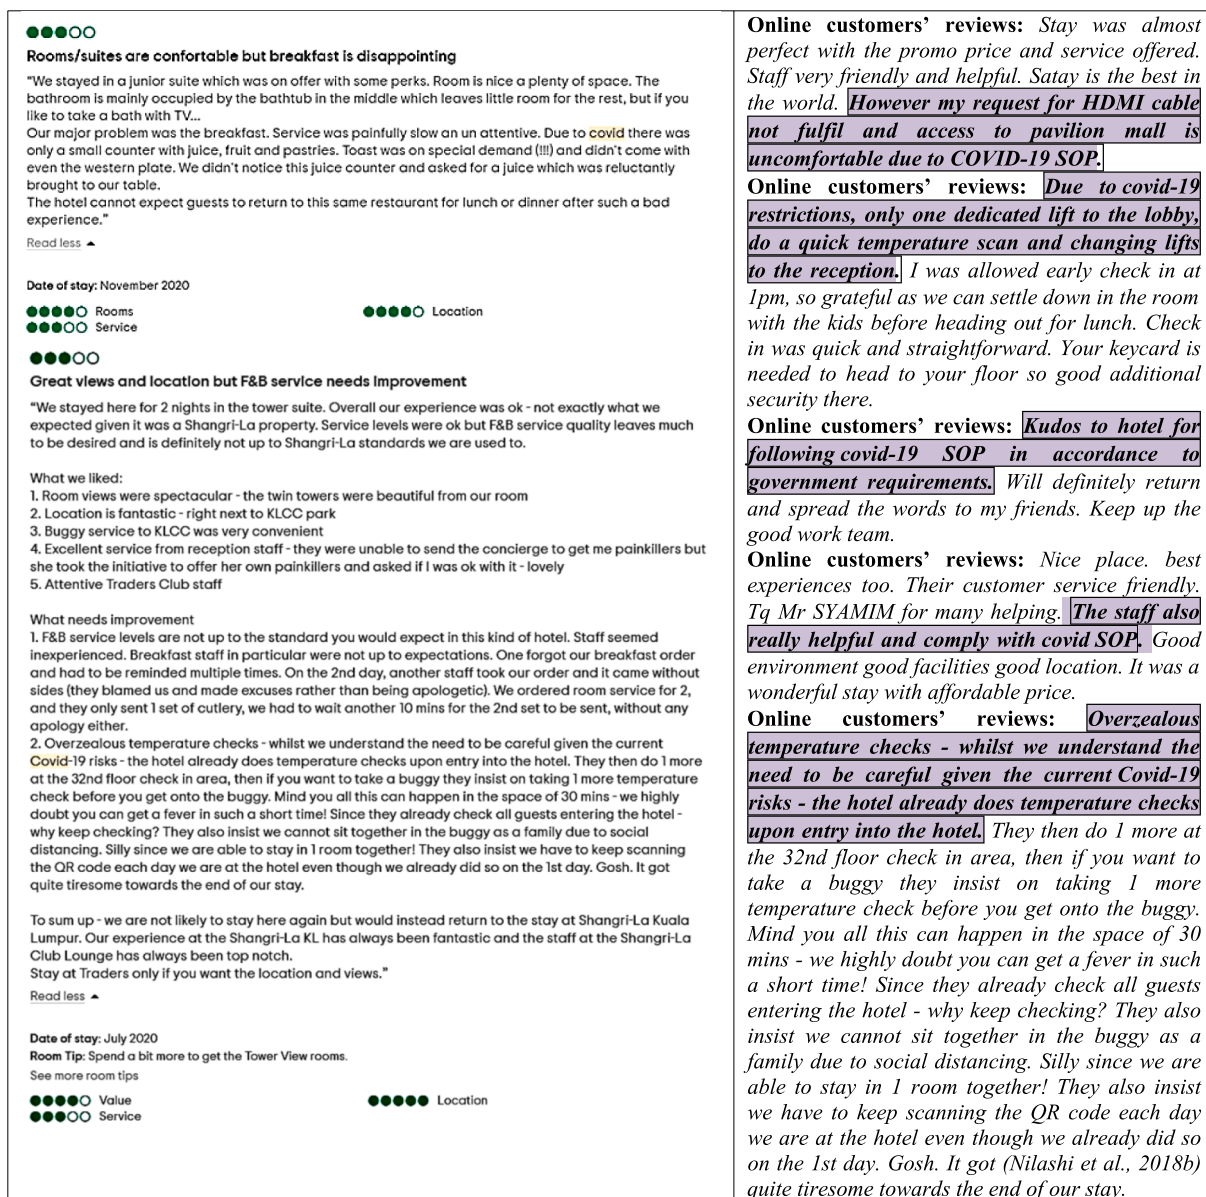 Rooms/suites are confortable but breakfast is disappointing
"We stayed in a junior suite which was on offer with some perks. Room is nice a plenty of space. The
bathroom is mainly occupied by the bathtub in the middle which leaves little room for the rest, but if you
like to take a bath with TV...
Our major problem was the breakfast. Service was painfully slow an un attentive. Due to covid there was
only a small counter with juice, fruit and pastries. Toast was on special demand (!!!) and didn't come with
even the western plate. We didn't notice this juice counter and asked for a juice which was reluctantly
brought to our table.
The hotel cannot expect guests to return to this same restaurant for lunch or dinner after such a bad
experience."
Read less
Date of stay: November 2020
Rooms
Location
Service
Great views and location but F&B service needs improvement
"We stayed here for 2 nights in the tower suite. Overall our experience was ok - not exactly what we
expected given it was a Shangri-La property. Service levels were ok but F&B service quality leaves much
to be desired and is definitely not up to Shangri-La standards we are used to.
What we liked:
1. Room views were spectacular - the twin towers were beautiful from our room
2. Location is fantastic - right next to KLCC park
3. Buggy service to KLCC was very convenient
4. Excellent service from reception staff - they were unable to send the concierge to get me painkillers but
she took the initiative to offer her own painkillers and asked if I was ok with it - lovely
5. Attentive Traders Club staff
What needs improvement
1. F&B service levels are not up to the standard you would expect in this kind of hotel. Staff seemed
inexperienced. Breakfast staff in particular were not up to expectations. One forgot our breakfast order
and had to be reminded multiple times. On the 2nd day, another staff took our order and it came without
sides (they blamed us and made excuses rather than being apologetic). We ordered room service for 2,
and they only sent 1 set of cutlery, we had to wait another 10 mins for the 2nd set to be sent, without any
apology either.
2. Overzealous temperature checks - whilst we understand the need to be careful given the current
Covid-19 risks - the hotel already does temperature checks upon entry into the hotel. They then do 1 more
at the 32nd floor check in area, then if you want to take a buggy they insist on taking 1 more temperature
check before you get onto the buggy. Mind you all this can happen in the space of 30 mins - we highly
doubt you can get a fever in such a short time! Since they already check all guests entering the hotel -
why keep checking? They also insist we cannot sit together in the buggy as a family due to social
distancing. Silly since we are able to stay in 1 room together! They also insist we have to keep scanning
the QR code each day we are at the hotel even though we already did so on the 1st day. Gosh. It got
quite tiresome towards the end of our stay.
To sum up - we are not likely to stay here again but would instead return to the stay at Shangri-La Kuala
Lumpur. Our experience at the Shangri-La KL has always been fantastic and the staff at the Shangri-La
Club Lounge has always been top notch.
Stay at Traders only if you want the location and views."
Read less
Date of stay: July 2020
Room Tip: Spend a bit more to get the Tower View rooms.
See more room tips
Value
Location
Service
Online customers' reviews: Stay was almost
perfect with the promo price and service offered.
Staff very friendly and helpful. Satay is the best in
the world. However my request for HDMI cable
not fulfil and access to pavilion mall is
uncomfortable due to COVID-19 SOP.
Online customers' reviews: Due to covid-19
restrictions, only one dedicated lift to the lobby,
do a quick temperature scan and changing lifts
to the reception. I was allowed early check in at
1pm, so grateful as we can settle down in the room
with the kids before heading out for lunch. Check
in was quick and straightforward. Your keycard is
needed to head to your floor so good additional
security there.
Online customers' reviews: Kudos to hotel for
following covid-19 SOP in accordance to
government requirements. Will definitely return
and spread the words to my friends. Keep up the
good work team.
Online customers' reviews: Nice place. best
experiences too. Their customer service friendly.
Tq Mr SYAMIM for many helping. The staff also
really helpful and comply with covid SOP. Good
environment good facilities good location. It was a
wonderful stay with affordable price.
Online customers' reviews: Overzealous
temperature checks - whilst we understand the
need to be careful given the current Covid-19
risks - the hotel already does temperature checks
upon entry into the hotel. They then do 1 more at
the 32nd floor check in area, then if you want to
take a buggy they insist on taking 1 more
temperature check before you get onto the buggy.
Mind you all this can happen in the space of 30
mins - we highly doubt you can get a fever in such
a short time! Since they already check all guests
entering the hotel - why keep checking? They also
insist we cannot sit together in the buggy as a
family due to social distancing. Silly since we are
able to stay in 1 room together! They also insist
we have to keep scanning the QR code each day
we are at the hotel even though we already did so
on the 1st day. Gosh. It got (Nilashi et al., 2018b)
quite tiresome towards the end of our stay.